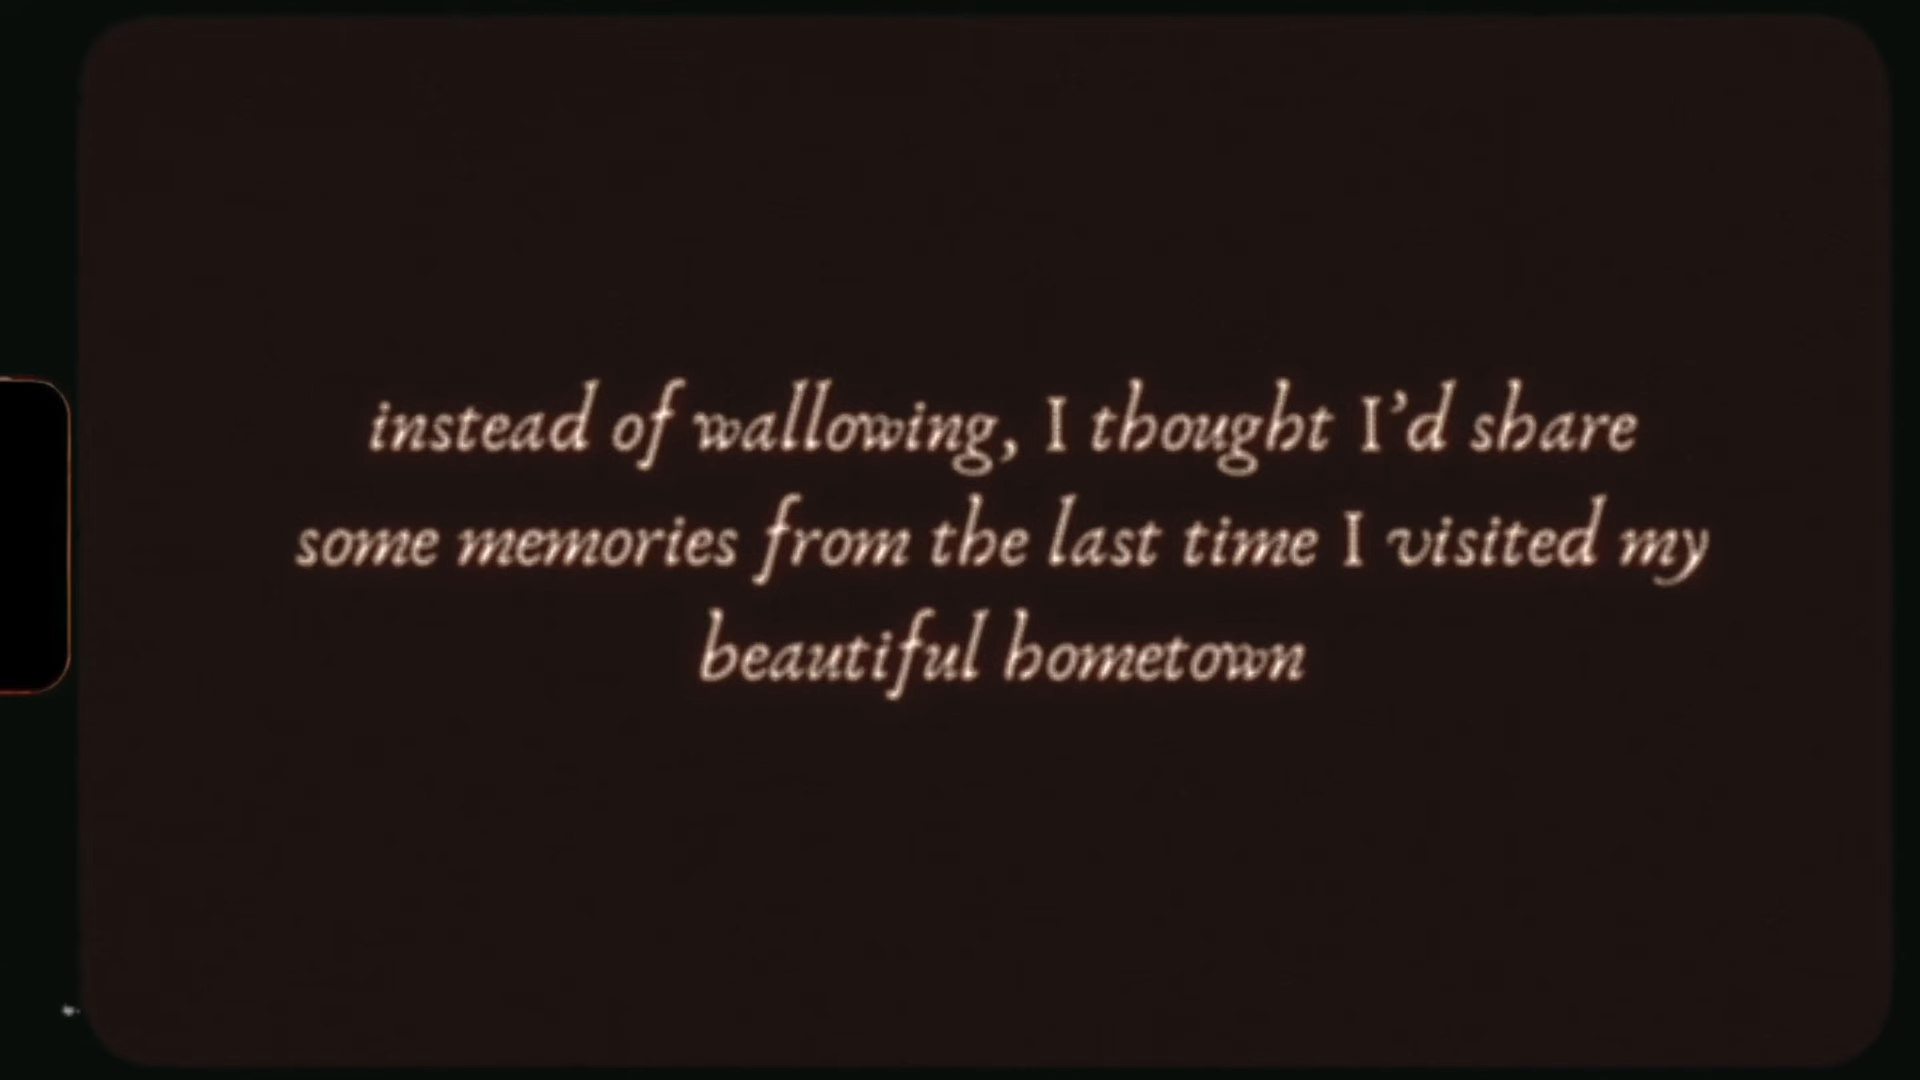 instead of wallowing, I thought I’d share
some memories from the last time I visited my
beautiful hometown